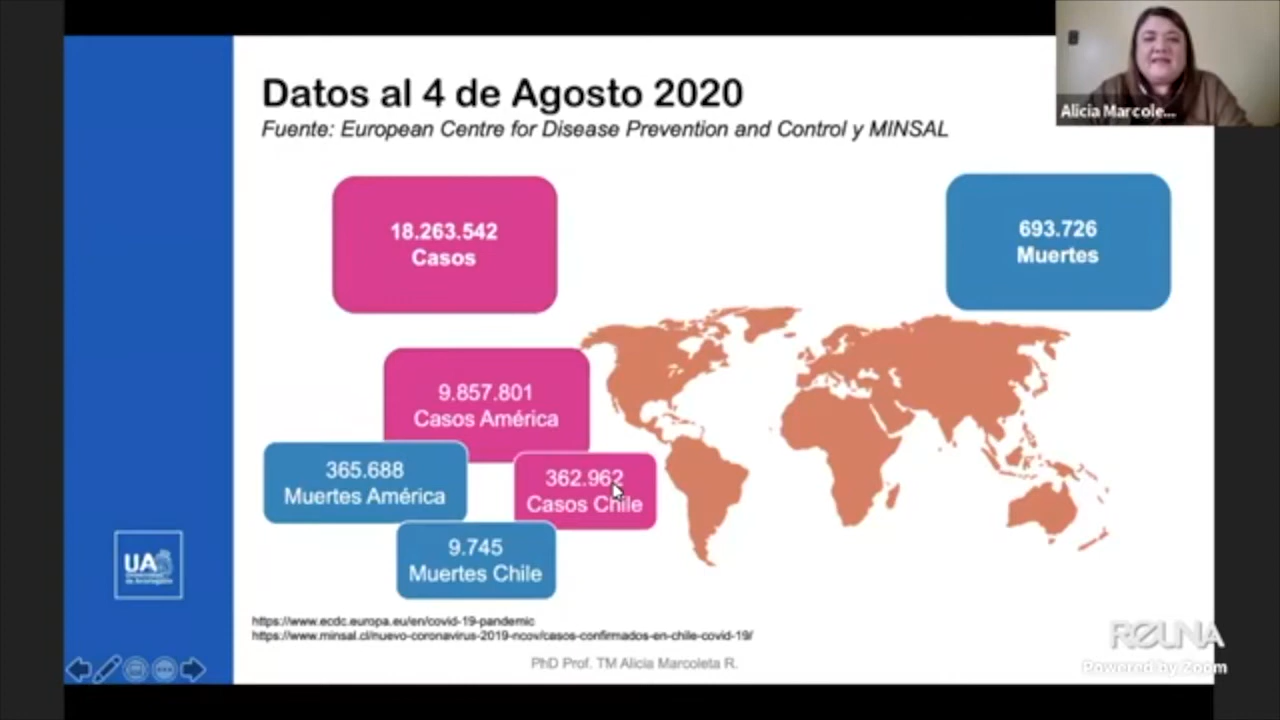 Datos al 4 de Agosto 2020
Fuente: European Centre for Disease Prevention and Control y MINSAL
Alicia Marcole...
18.263.542
Casos
693.726
Muertes
9.857.801
Casos América
365.688
Muertes América
362.962
Casos Chile
9.745
Muertes Chile
UA
https://www.ecdc.europa.eu/en/covid-19-pandemic
https://www.minsal.cl/nuevo-coronavirus-2019-ncov/casos-confirmados-en-chile-covid-19/
PhD Prof. TM Alicia Marcoleta R.
REUNA
Powered by Zoom